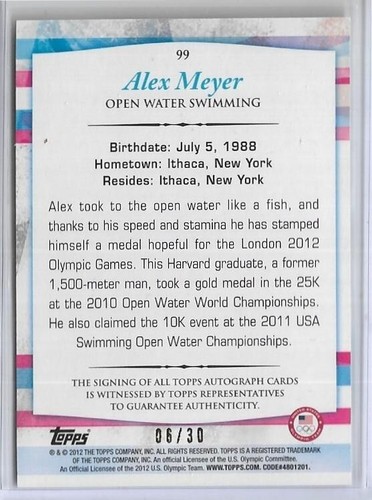 99
Alex Meyer
OPEN WATER SWIMMING
Birthdate: July 5, 1988
Hometown: Ithaca, New York
Resides: Ithaca, New York
Alex took to the open water like a fish, and
thanks to his speed and stamina he has stamped
himself a medal hopeful for the London 2012
Olympic Games. This Harvard graduate, a former
1,500-meter man, took a gold medal in the 25K
at the 2010 Open Water World Championships.
He also claimed the 10K event at the 2011 USA
Swimming Open Water Championships.
THE SIGNING OF ALL TOPPS AUTOGRAPH CARDS
IS WITNESSED BY TOPPS REPRESENTATIVES
TO GUARANTEE AUTHENTICITY.
Topps
06/30
® & © 2012 THE TOPPS COMPANY, INC. ALL RIGHTS RESERVED. TOPPS IS A REGISTERED TRADEMARK
OF THE TOPPS COMPANY, INC. An Official Licensee of the U.S. Olympic Committee.
An Official Licensee of the 2012 U.S. Olympic Team. WWW.TOPPS.COM. CODE#4801201.